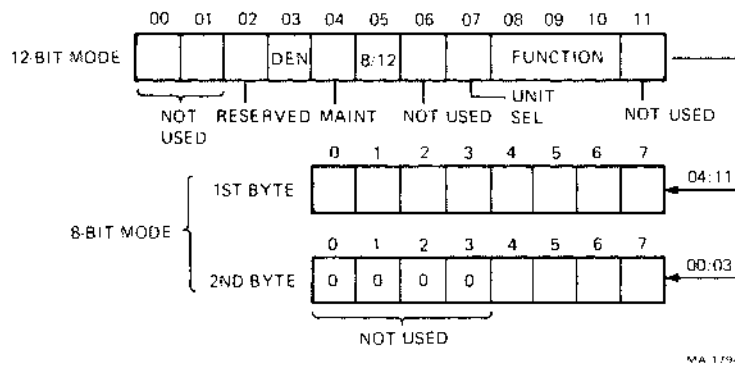 00 01 02 03 04 05 06 07 08 09 10 11
12-BIT MODE DEN 8/12 FUNCTION
NOT USED RESERVED MAINT NOT USED UNIT SEL NOT USED
0 1 2 3 4 5 6 7
1ST BYTE 04:11
8-BIT MODE
0 1 2 3 4 5 6 7
2ND BYTE 0 0 0 0 00:03
NOT USED